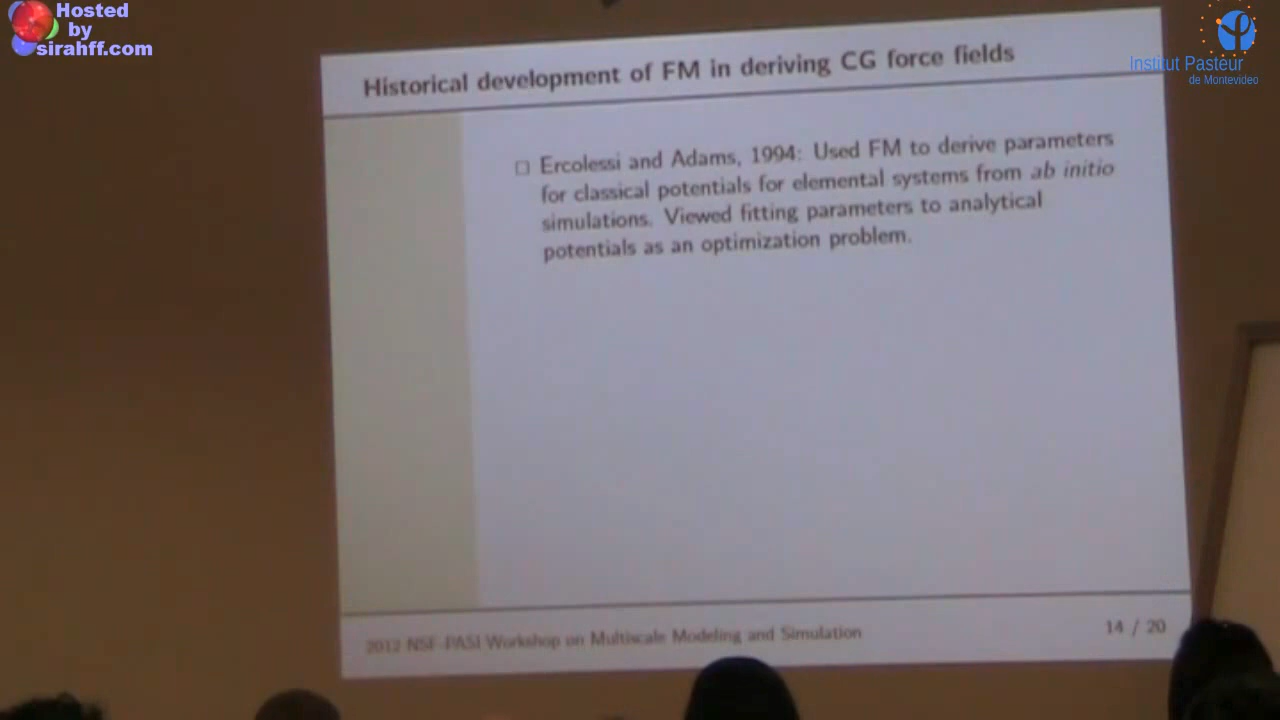 Hosted
by
sirahff.com
Institut Pasteur
de Montevideo
Historical development of FM in deriving CG force fields
Ercolessi and Adams, 1994: Used FM to derive parameters
for classical potentials for elemental systems from ab initio
simulations. Viewed fitting parameters to analytical
potentials as an optimization problem.
2012 NSF-PASI Workshop on Multiscale Modeling and Simulation
14 / 20